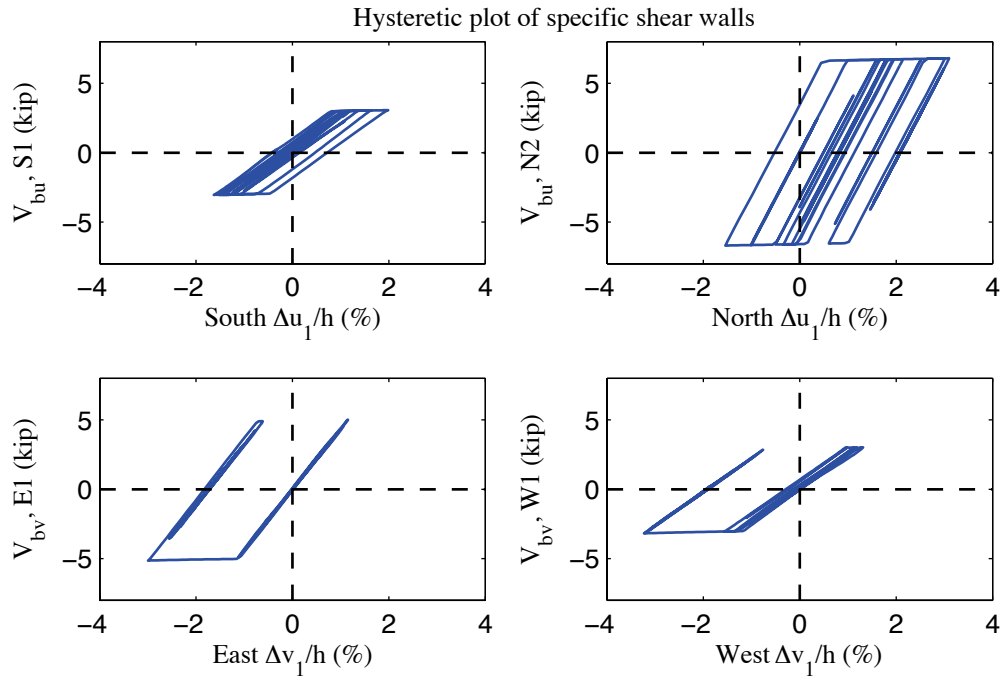 Hysteretic plot of specific shear walls
5
0
−5
−4 −2 0 2 4
V_bu, S1 (kip)
South Δu_1/h (%)
5
0
−5
−4 −2 0 2 4
V_bu, N2 (kip)
North Δu_1/h (%)
5
0
−5
−4 −2 0 2 4
V_bv, E1 (kip)
East Δv_1/h (%)
5
0
−5
−4 −2 0 2 4
V_bv, W1 (kip)
West Δv_1/h (%)